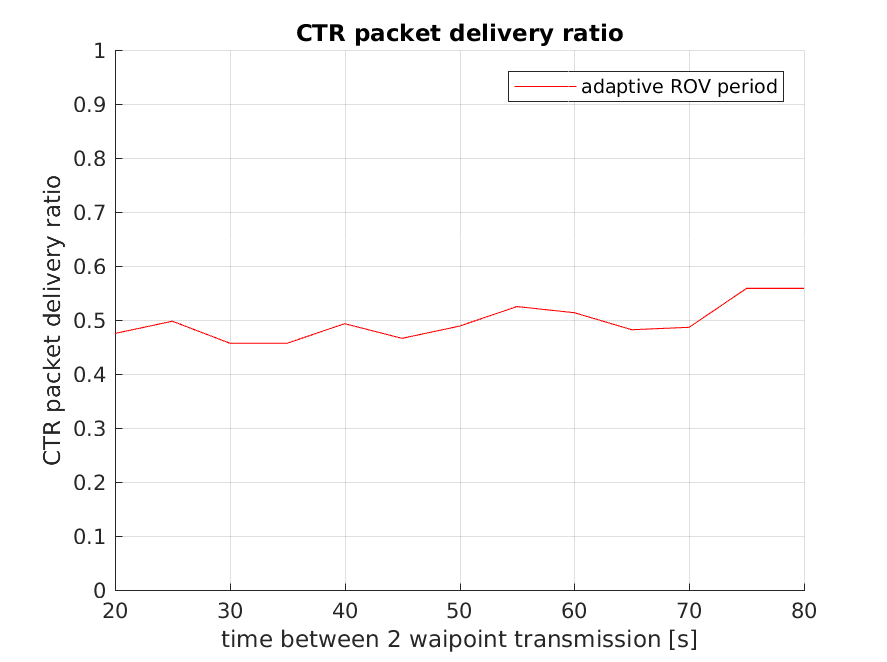 CTR packet delivery ratio
adaptive ROV period
CTR packet delivery ratio
1
0.9
0.8
0.7
0.6
0.5
0.4
0.3
0.2
0.1
0
20 30 40 50 60 70 80
time between 2 waipoint transmission [s]